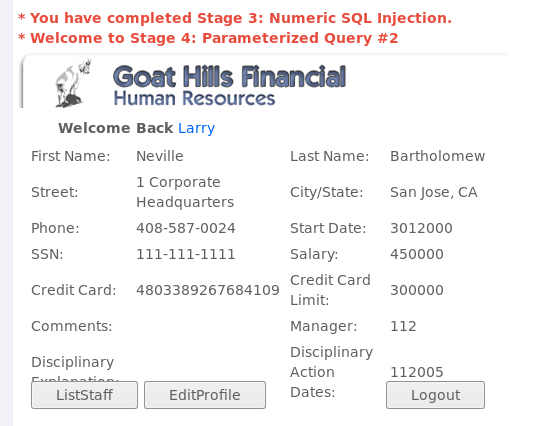 * You have completed Stage 3: Numeric SQL Injection.
* Welcome to Stage 4: Parameterized Query #2
Goat Hills Financial
Human Resources
Welcome Back Larry
First Name: Neville Last Name: Bartholomew
Street: 1 Corporate Headquarters City/State: San Jose, CA
Phone: 408-587-0024 Start Date: 3012000
SSN: 111-111-1111 Salary: 450000
Credit Card: 4803389267684109 Credit Card Limit: 300000
Comments: Manager: 112
Disciplinary Explanation: Disciplinary Action Dates: 112005
ListStaff EditProfile Logout